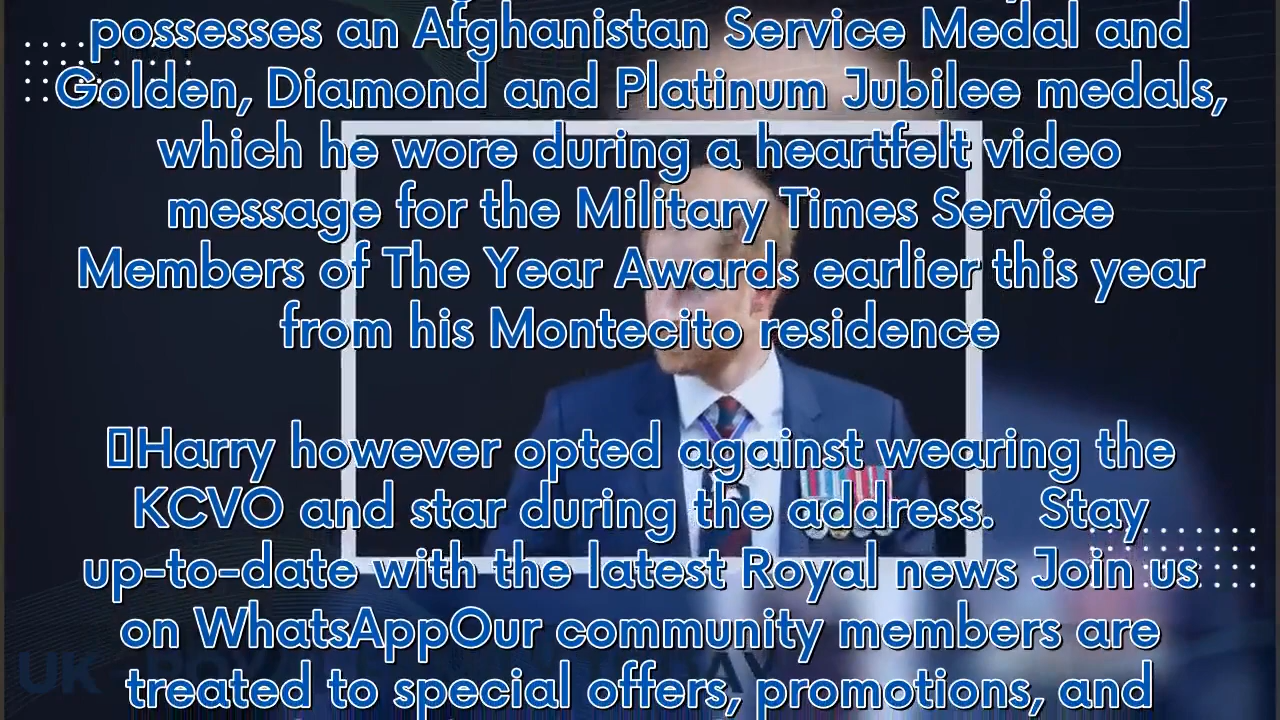 possesses an Afghanistan Service Medal and
Golden, Diamond and Platinum Jubilee medals,
which he wore during a heartfelt video
message for the Military Times Service
Members of The Year Awards earlier this year
from his Montecito residence
Harry however opted against wearing the
KCVO and star during the address. Stay
up-to-date with the latest Royal news Join us
on WhatsAppOur community members are
treated to special offers, promotions, and
UK